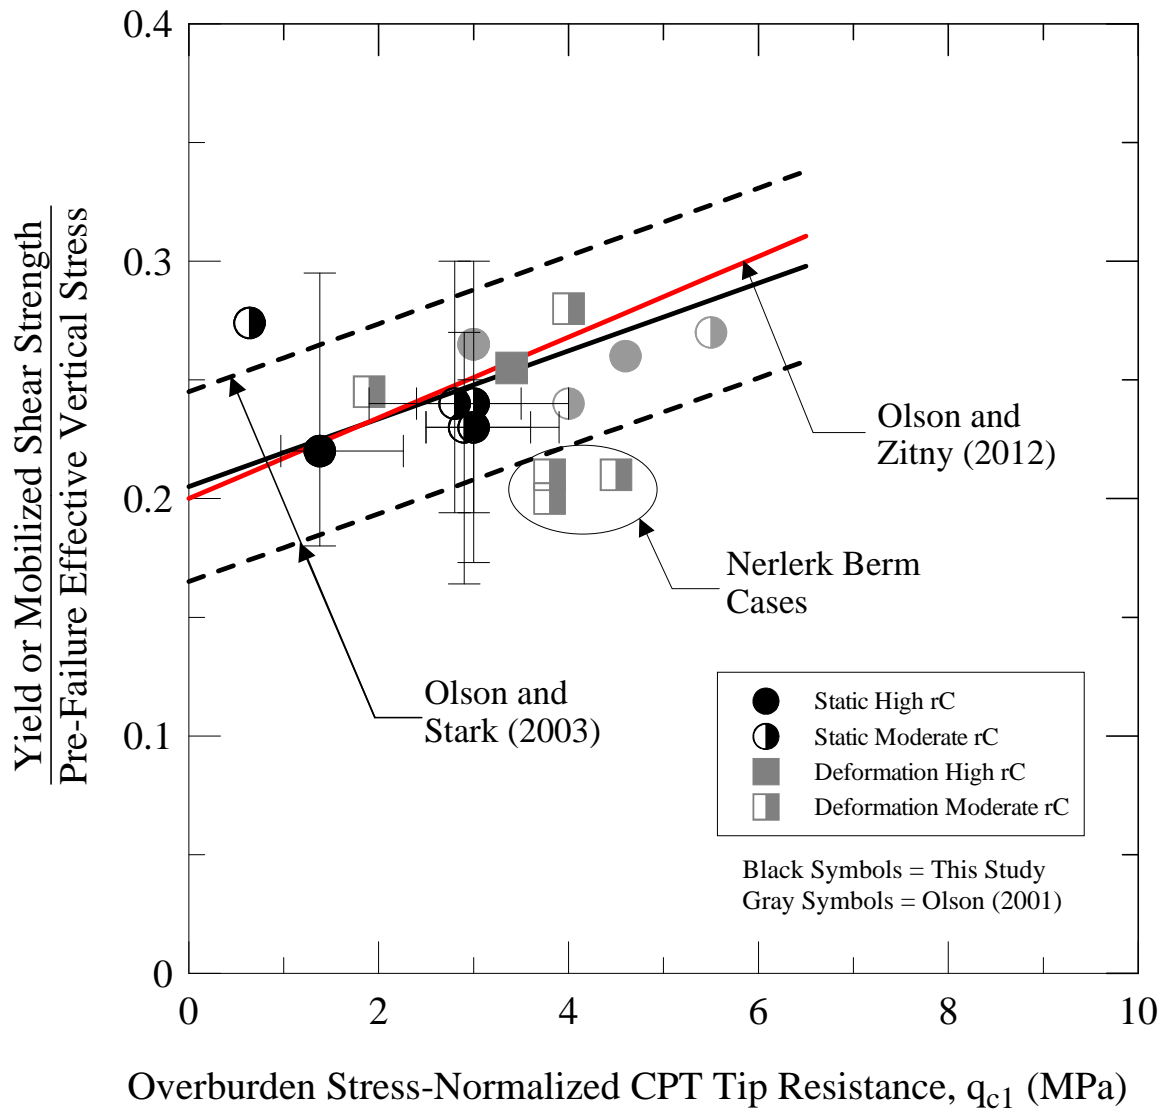 0.4
0.3
0.2
0.1
0
0
2
4
6
8
10
Yield or Mobilized Shear Strength
Pre-Failure Effective Vertical Stress
Olson and
Zitny (2012)
Nerlerk Berm
Cases
Olson and
Stark (2003)
Static High rC
Static Moderate rC
Deformation High rC
Deformation Moderate rC
Black Symbols = This Study
Gray Symbols = Olson (2001)
Overburden Stress-Normalized CPT Tip Resistance, qc1 (MPa)